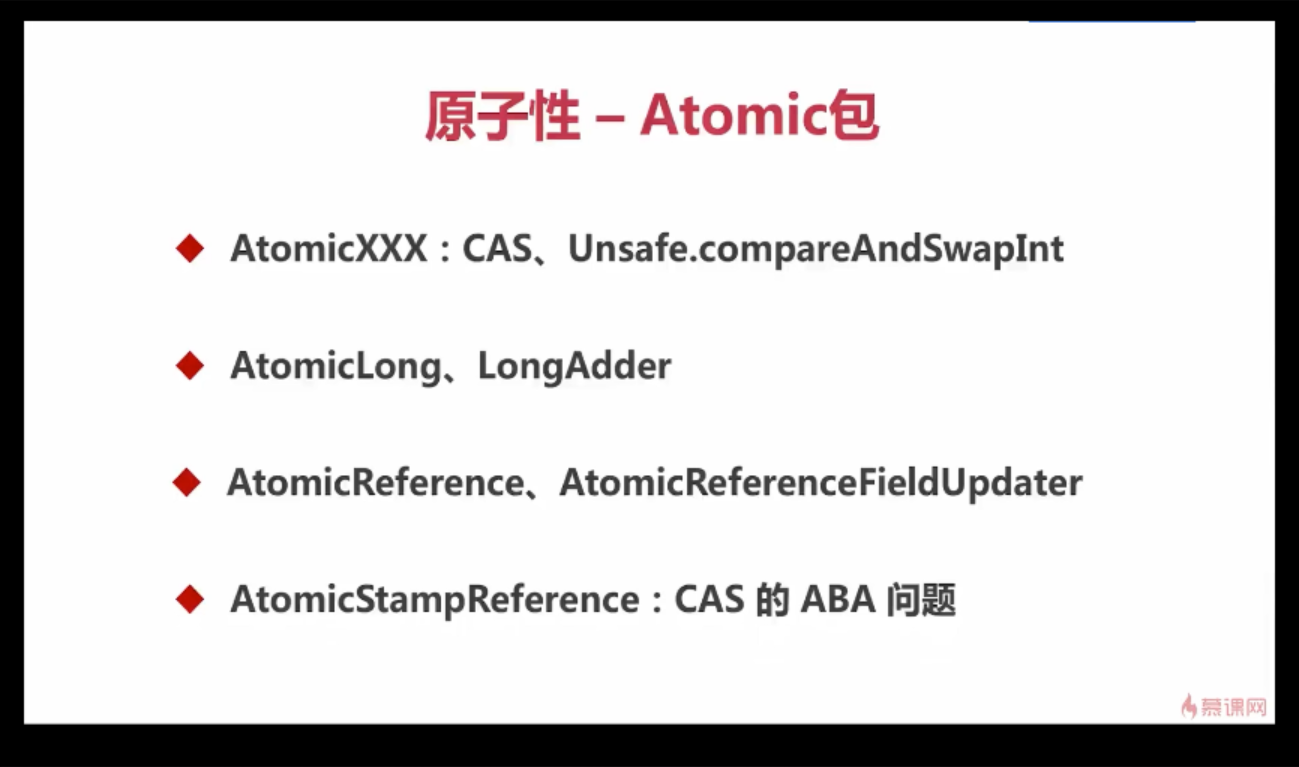 原子性 – Atomic包
AtomicXXX：CAS、Unsafe.compareAndSwapInt
AtomicLong、LongAdder
AtomicReference、AtomicReferenceFieldUpdater
AtomicStampReference：CAS 的 ABA 问题
慕课网